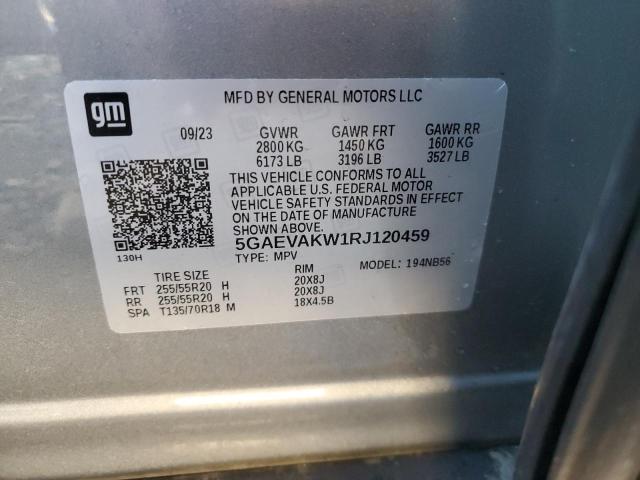 gm
MFD BY GENERAL MOTORS LLC
09/23 GVWR GAWR FRT GAWR RR
2800 KG 1450 KG 1600 KG
6173 LB 3196 LB 3527 LB
THIS VEHICLE CONFORMS TO ALL
APPLICABLE U.S. FEDERAL MOTOR
VEHICLE SAFETY STANDARDS IN EFFECT
ON THE DATE OF MANUFACTURE
SHOWN ABOVE.
5GAEVAKW1RJ120459
130H TYPE: MPV MODEL: 194NB56
TIRE SIZE RIM
FRT 255/55R20 H 20X8J
RR 255/55R20 H 20X8J
SPA T135/70R18 M 18X4.5B